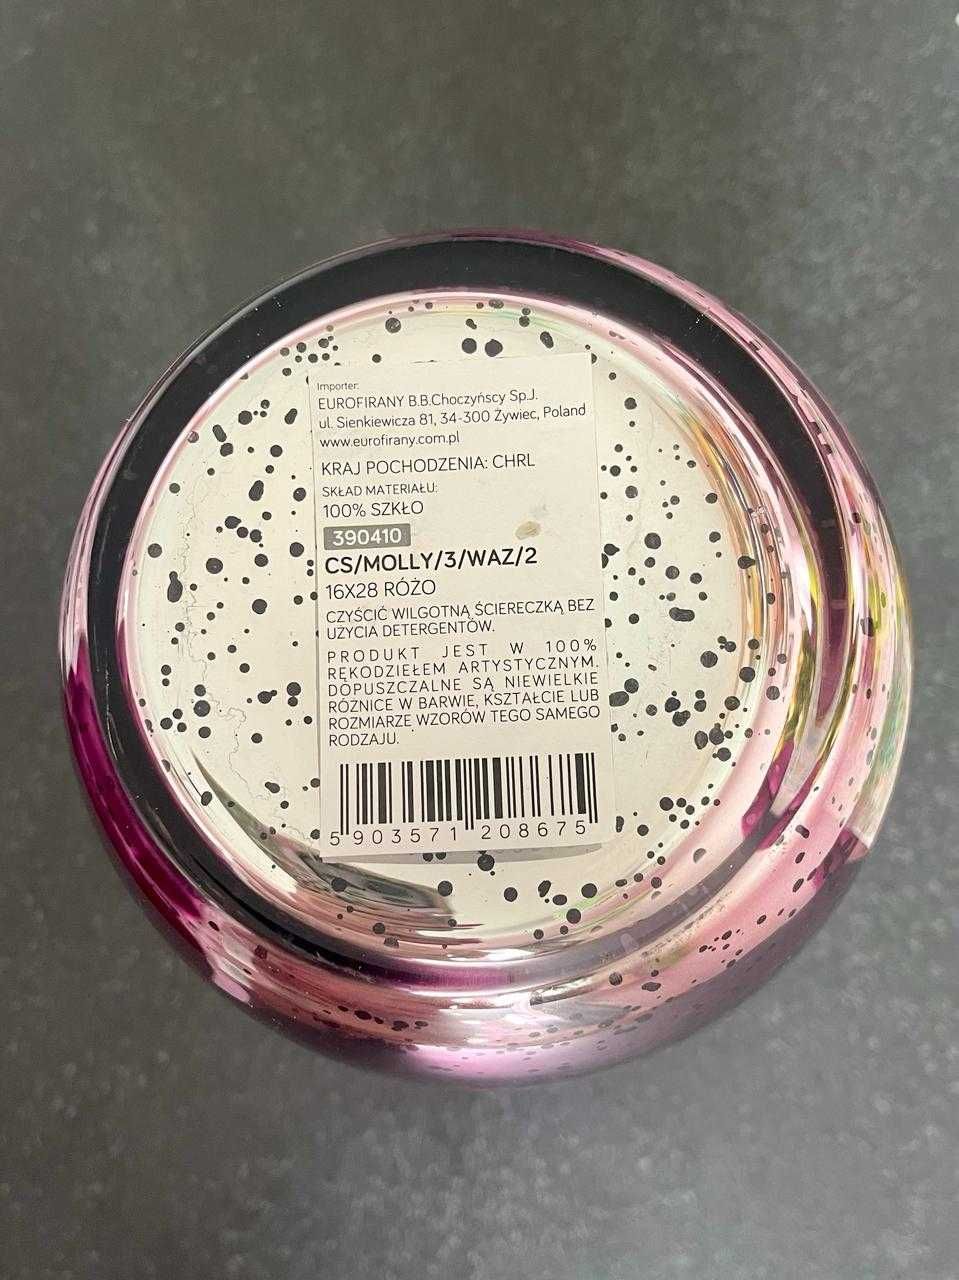 Importer:
EUROFIRANY B.B.Choczyńscy Sp.J.
ul. Sienkiewicza 81, 34-300 Żywiec, Poland
www.eurofirany.com.pl
KRAJ POCHODZENIA: CHRL
SKŁAD MATERIAŁU:
100% SZKŁO
390410
CS/MOLLY/3/WAZ/2
16X28 RÓŻO
CZYŚCIĆ WILGOTNĄ ŚCIERECZKĄ BEZ
UŻYCIA DETERGENTÓW.
PRODUKT JEST W 100%
RĘKODZIEŁEM ARTYSTYCZNYM.
DOPUSZCZALNE SĄ NIEWIELKIE
RÓŻNICE W BARWIE, KSZTAŁCIE LUB
ROZMIARZE WZORÓW TEGO SAMEGO
RODZAJU.
5 903571 208675